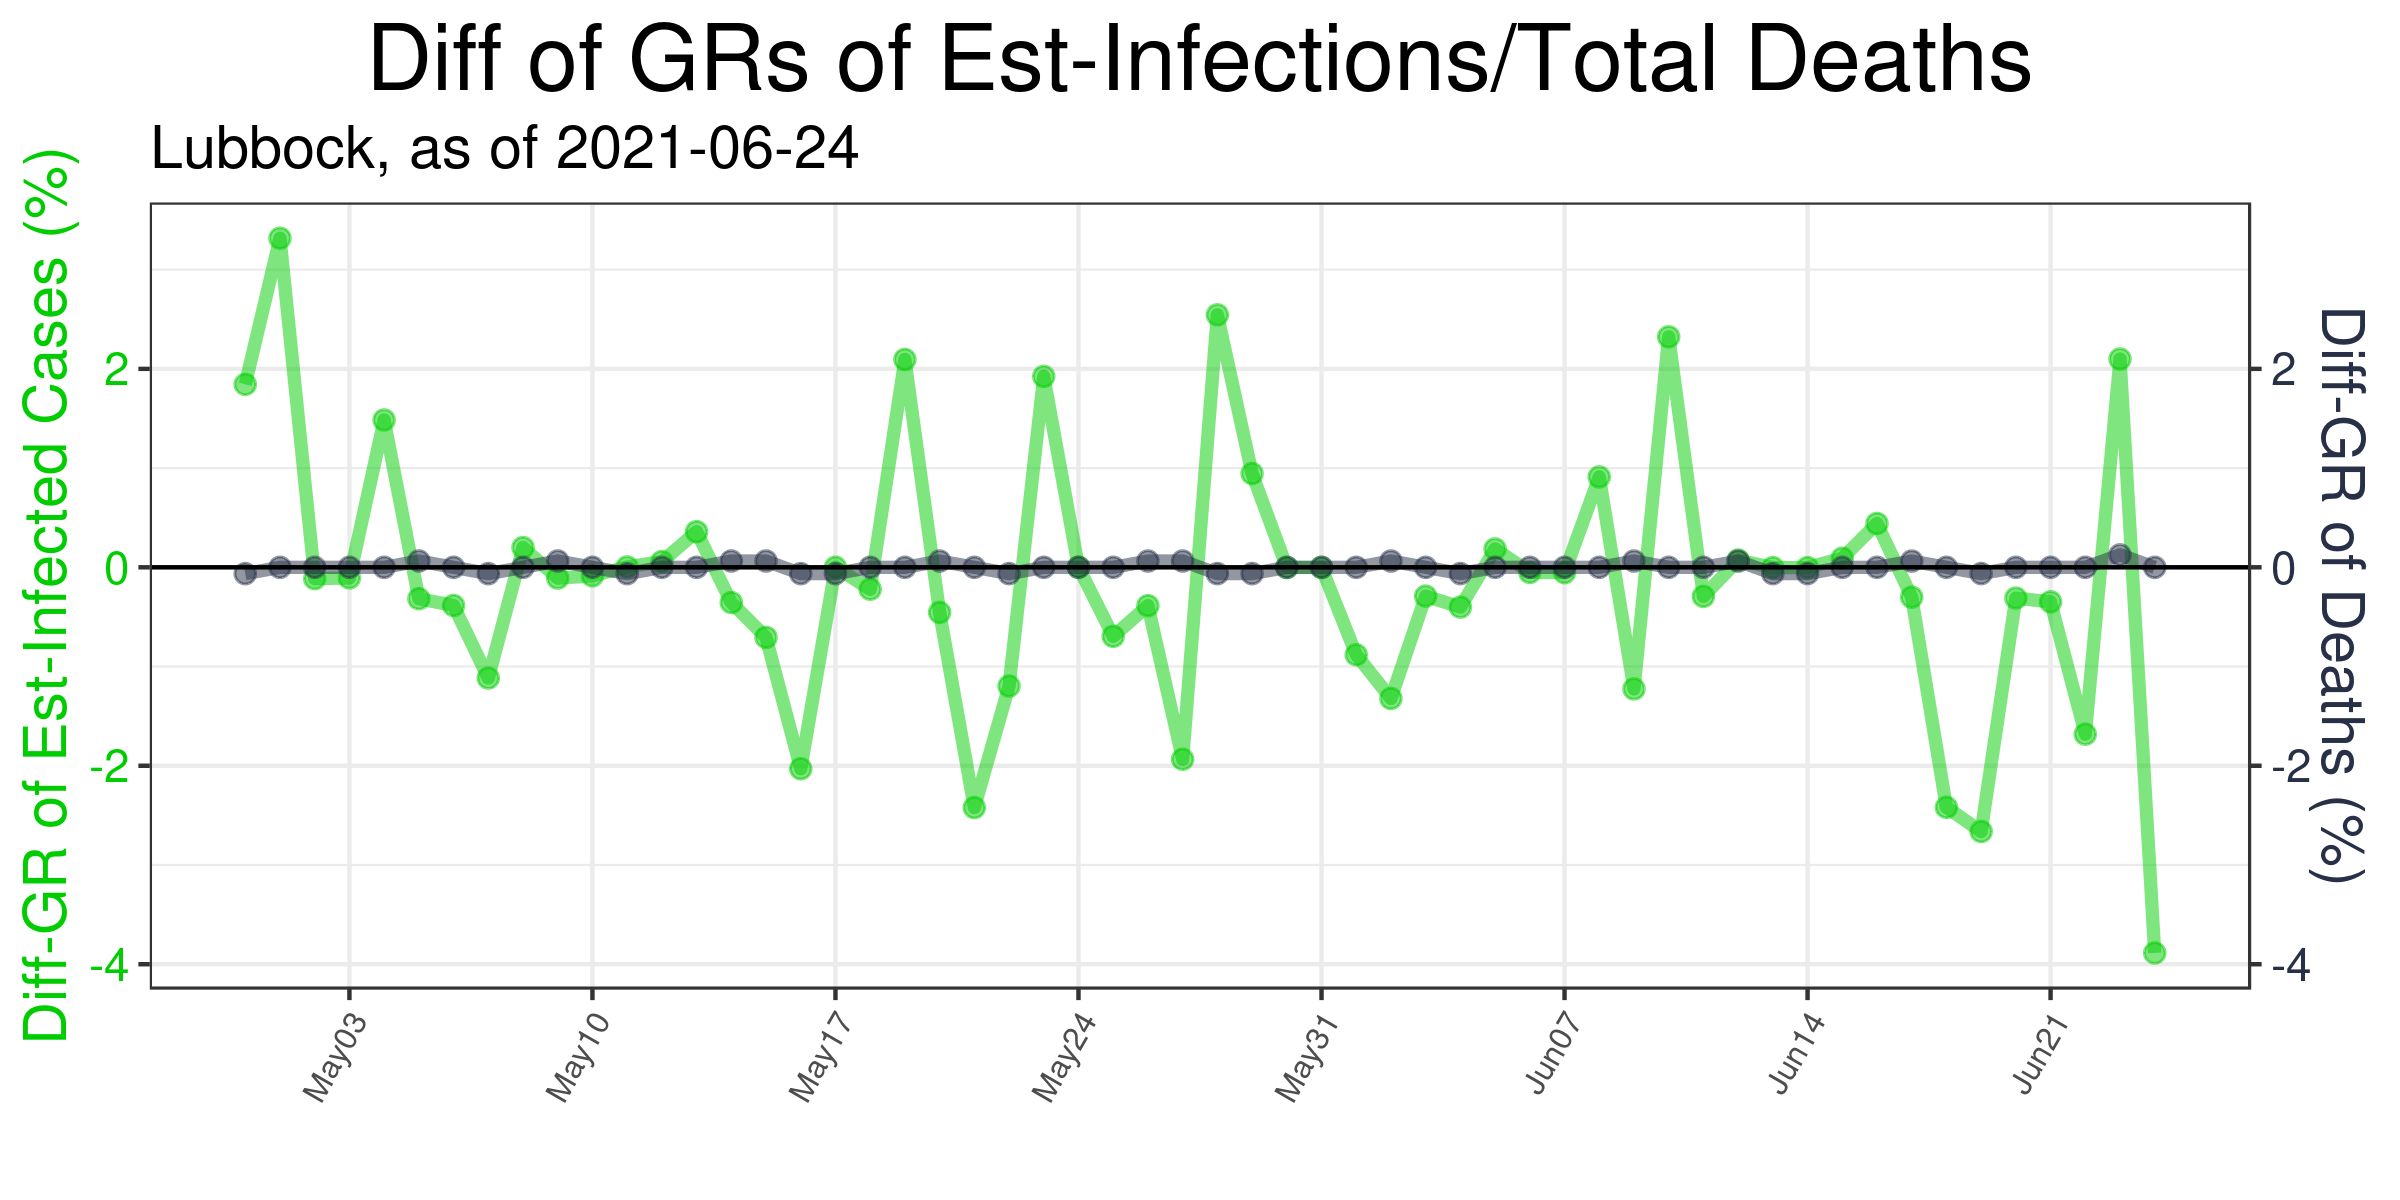 Diff of GRs of Est-Infections/Total Deaths
Lubbock, as of 2021-06-24
Diff-GR of Est-Infected Cases (%)
2
0
-2
-4
2
0
-2
-4
Diff-GR of Deaths (%)
May03
May10
May17
May24
May31
Jun07
Jun14
Jun21